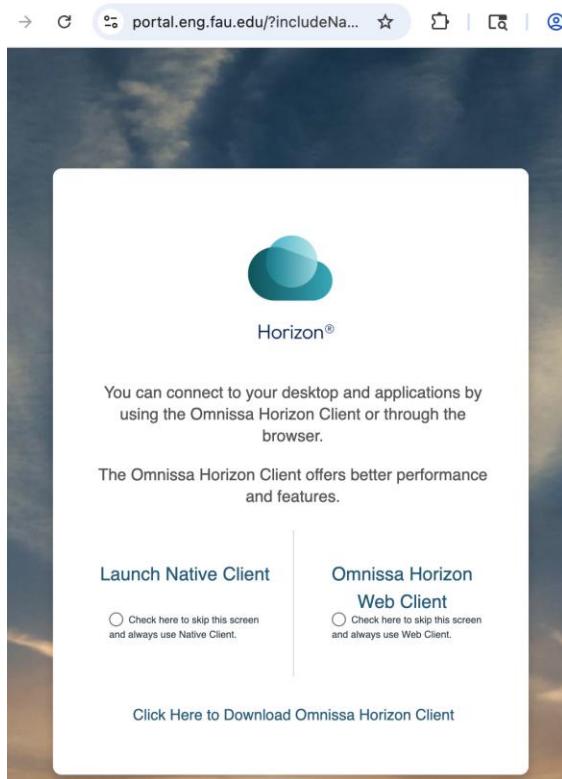 portal.eng.fau.edu/?includeNa...
Horizon®
You can connect to your desktop and applications by
using the Omnissa Horizon Client or through the
browser.
The Omnissa Horizon Client offers better performance
and features.
Launch Native Client
Check here to skip this screen
and always use Native Client.
Omnissa Horizon
Web Client
Check here to skip this screen
and always use Web Client.
Click Here to Download Omnissa Horizon Client